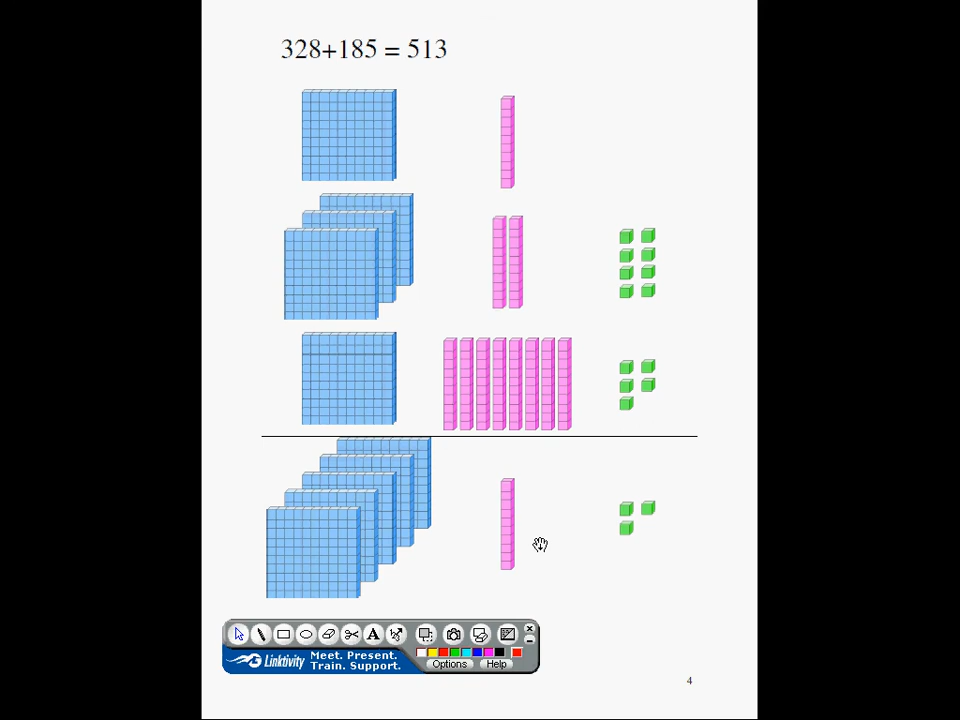 328+185 = 513
A
Linktivity
Meet. Present.
Train. Support.
Options
Help
4